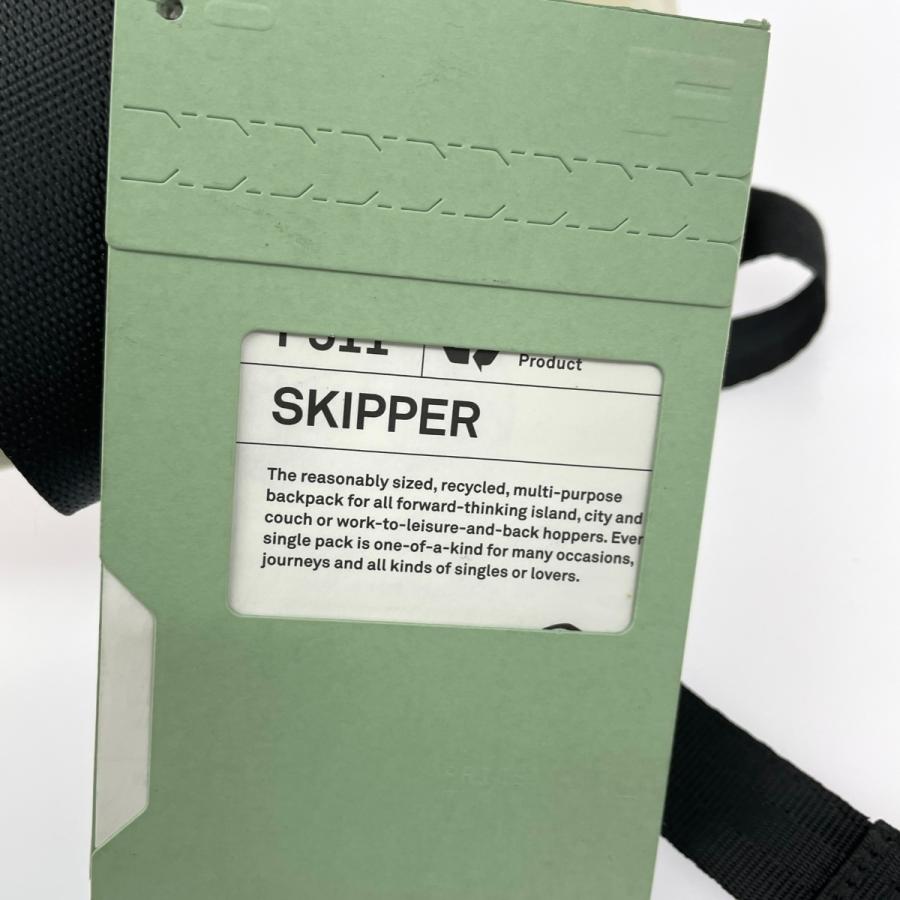 Product
SKIPPER
The reasonably sized, recycled, multi-purpose
backpack for all forward-thinking island, city and
couch or work-to-leisure-and-back hoppers. Ever
single pack is one-of-a-kind for many occasions,
journeys and all kinds of singles or lovers.